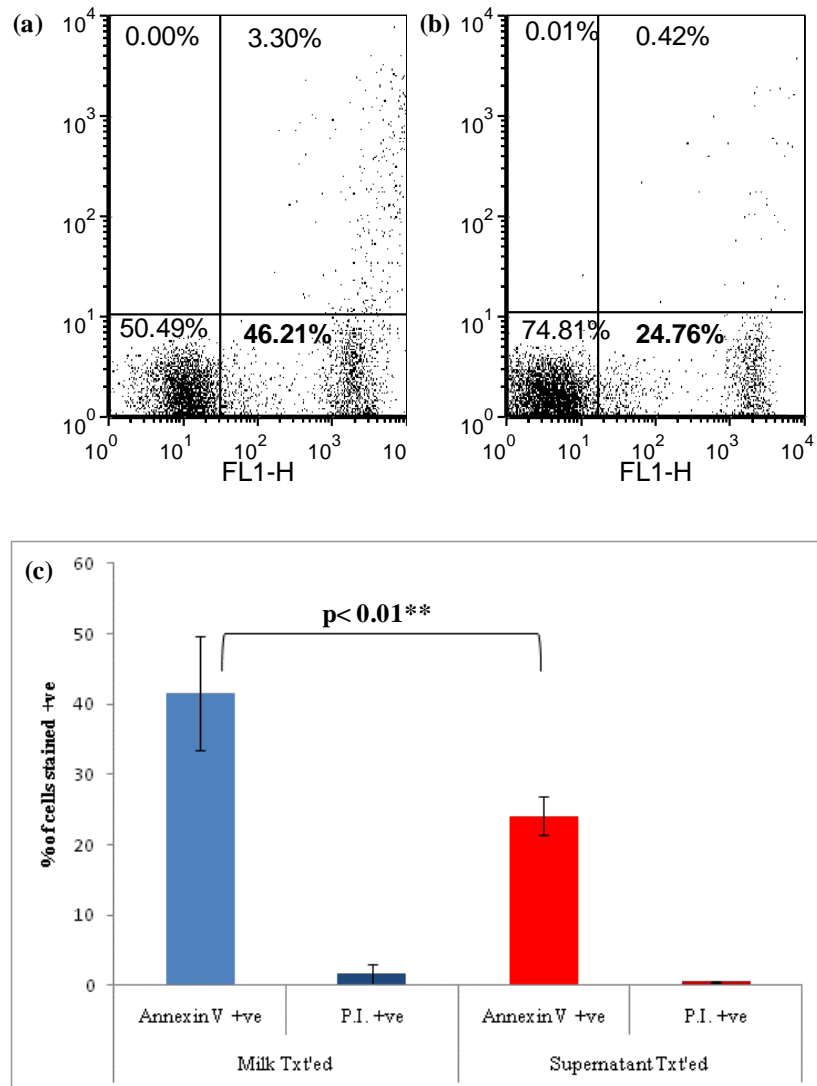 (a)
10^4
0.00% 3.30%
10^3
10^2
10^1
50.49% 46.21%
10^0
10^0 10^1 10^2 10^3 10
FL1-H
(b)
10^4
0.01% 0.42%
10^3
10^2
10^1
74.81% 24.76%
10^0
10^0 10^1 10^2 10^3 10^4
FL1-H
(c)
60
50
40
30
20
10
0
% of cells stained +ve
p< 0.01**
Annexin V +ve P.I. +ve Annexin V +ve P.I. +ve
Milk Txt'ed Supernatant Txt'ed